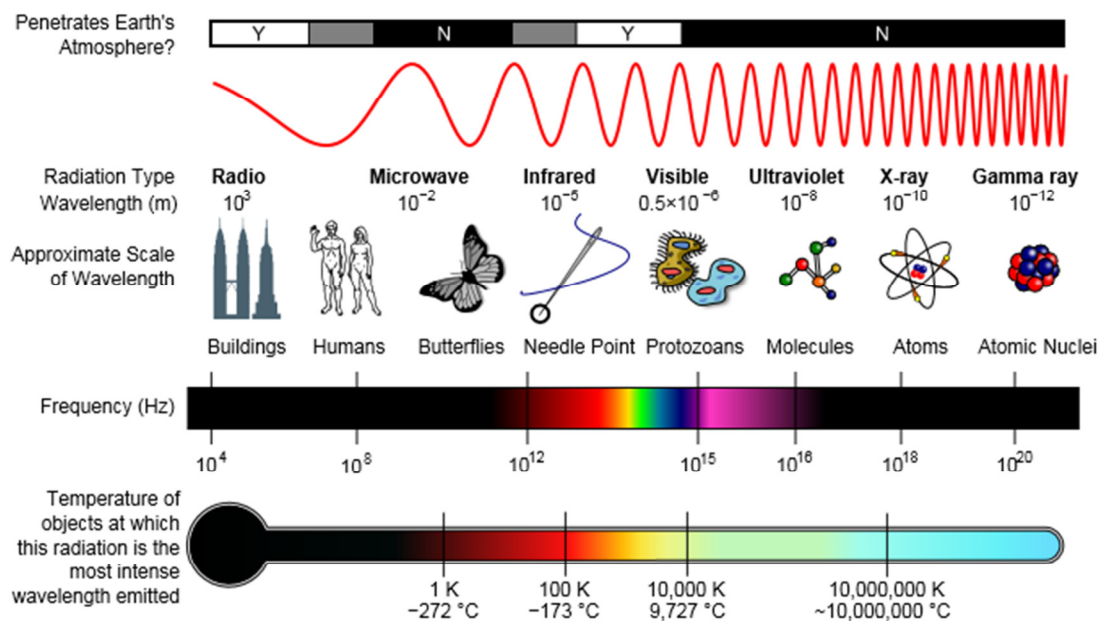 Penetrates Earth's
Atmosphere?
Y N Y N
Radiation Type
Radio Microwave Infrared Visible Ultraviolet X-ray Gamma ray
Wavelength (m)
10³ 10⁻² 10⁻⁵ 0.5×10⁻⁶ 10⁻⁸ 10⁻¹⁰ 10⁻¹²
Approximate Scale
of Wavelength
Buildings Humans Butterflies Needle Point Protozoans Molecules Atoms Atomic Nuclei
Frequency (Hz)
10⁴ 10⁸ 10¹² 10¹⁵ 10¹⁶ 10¹⁸ 10²⁰
Temperature of
objects at which
this radiation is the
most intense
wavelength emitted
1 K 100 K 10,000 K 10,000,000 K
−272 °C −173 °C 9,727 °C ~10,000,000 °C